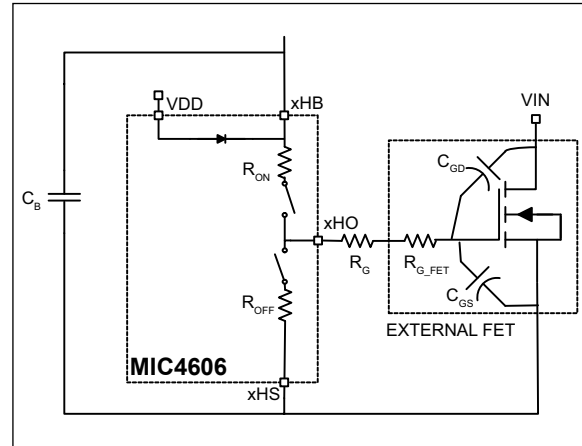 VDD
xHB
VIN
C_GD
R_ON
C_B
xHO
R_G
R_G_FET
C_GS
R_OFF
EXTERNAL FET
MIC4606
xHS